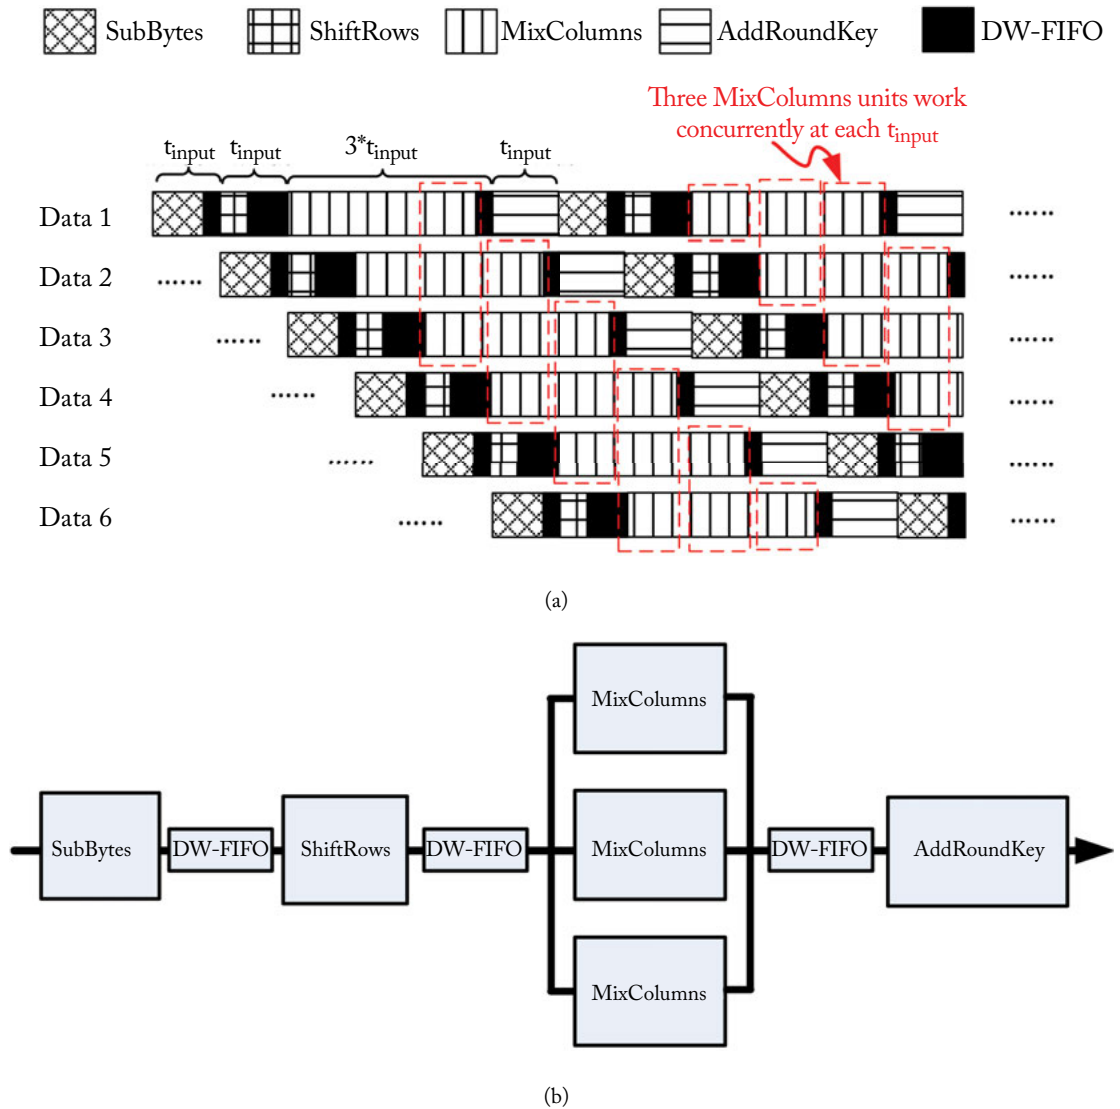 SubBytes ShiftRows MixColumns AddRoundKey DW-FIFO
Three MixColumns units work
concurrently at each tinput
tinput tinput 3*tinput tinput
Data 1 ······
Data 2 ······ ······
Data 3 ······ ······
Data 4 ······ ······
Data 5 ······ ······
Data 6 ······ ······
(a)
MixColumns
SubBytes DW-FIFO ShiftRows DW-FIFO MixColumns DW-FIFO AddRoundKey
MixColumns
(b)